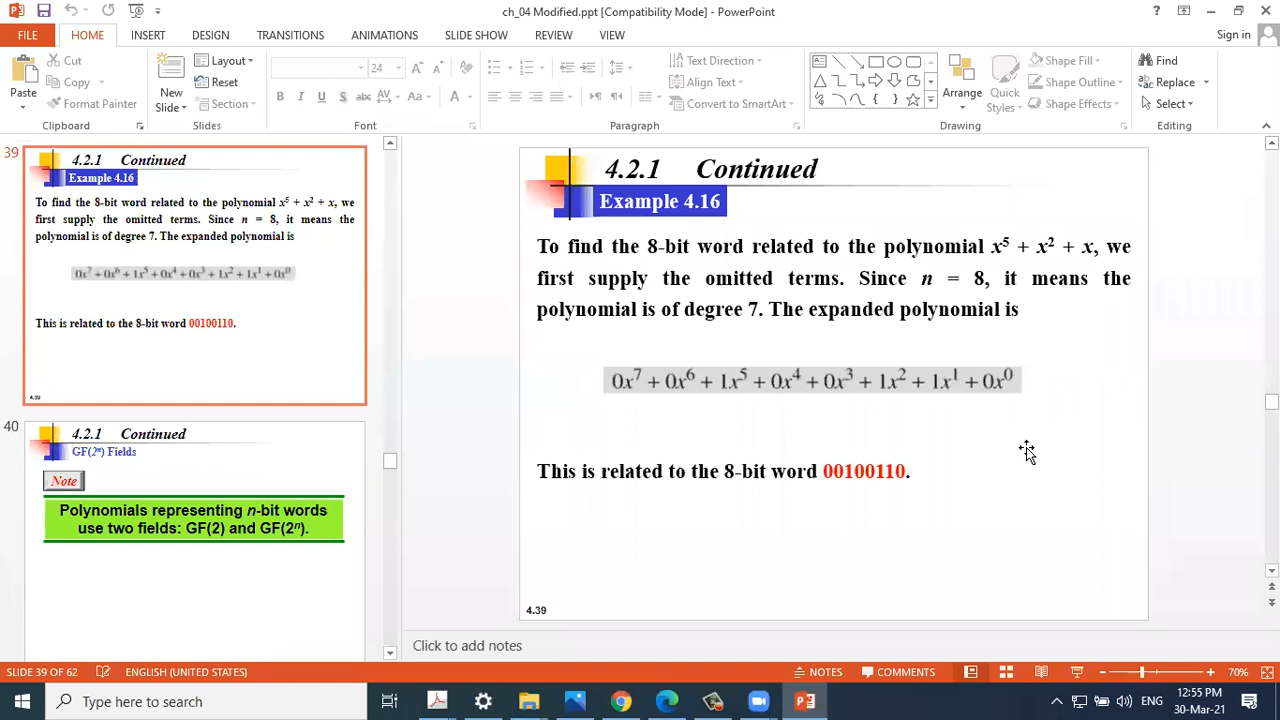 ch_04 Modified.ppt [Compatibility Mode] - PowerPoint
?
FILE HOME INSERT DESIGN TRANSITIONS ANIMATIONS SLIDE SHOW REVIEW VIEW Sign in
Paste
Cut
Copy
Format Painter
Clipboard
New
Slide
Layout
Reset
Section
Slides
24
B I U S abc AV Aa A
Font
Text Direction
Align Text
Convert to SmartArt
Paragraph
Arrange
Quick
Styles
Shape Fill
Shape Outline
Shape Effects
Drawing
Find
Replace
Select
Editing
39
4.2.1 Continued
Example 4.16
To find the 8-bit word related to the polynomial x⁵ + x² + x, we
first supply the omitted terms. Since n = 8, it means the
polynomial is of degree 7. The expanded polynomial is
0x⁷ + 0x⁶ + 1x⁵ + 0x⁴ + 0x³ + 1x² + 1x¹ + 0x⁰
This is related to the 8-bit word 00100110.
4.39
40
4.2.1 Continued
GF(2ⁿ) Fields
Note
Polynomials representing n-bit words
use two fields: GF(2) and GF(2ⁿ).
4.2.1 Continued
Example 4.16
To find the 8-bit word related to the polynomial x⁵ + x² + x, we
first supply the omitted terms. Since n = 8, it means the
polynomial is of degree 7. The expanded polynomial is
0x⁷ + 0x⁶ + 1x⁵ + 0x⁴ + 0x³ + 1x² + 1x¹ + 0x⁰
This is related to the 8-bit word 00100110.
4.39
Click to add notes
SLIDE 39 OF 62 ENGLISH (UNITED STATES) NOTES COMMENTS 70%
Type here to search
ENG
12:55 PM
30-Mar-21